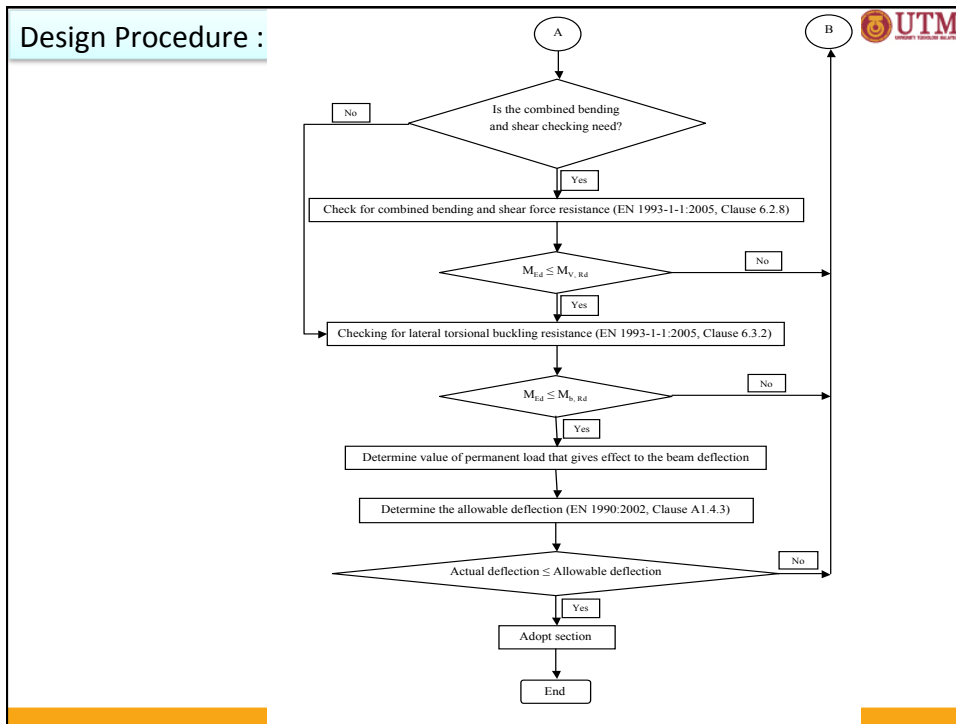 Design Procedure :
A
B
UTM
UNIVERSITI TEKNOLOGI MALAYSIA
Is the combined bending
and shear checking need?
No
Yes
Check for combined bending and shear force resistance (EN 1993-1-1:2005, Clause 6.2.8)
M_Ed ≤ M_V, Rd
No
Yes
Checking for lateral torsional buckling resistance (EN 1993-1-1:2005, Clause 6.3.2)
M_Ed ≤ M_b, Rd
No
Yes
Determine value of permanent load that gives effect to the beam deflection
Determine the allowable deflection (EN 1990:2002, Clause A1.4.3)
Actual deflection ≤ Allowable deflection
No
Yes
Adopt section
End